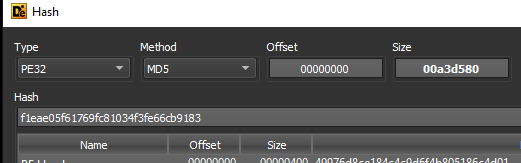 Hash
Type Method Offset Size
PE32 MD5 00000000 00a3d580
Hash
f1eae05f61769fc81034f3fe66cb9183
Name Offset Size